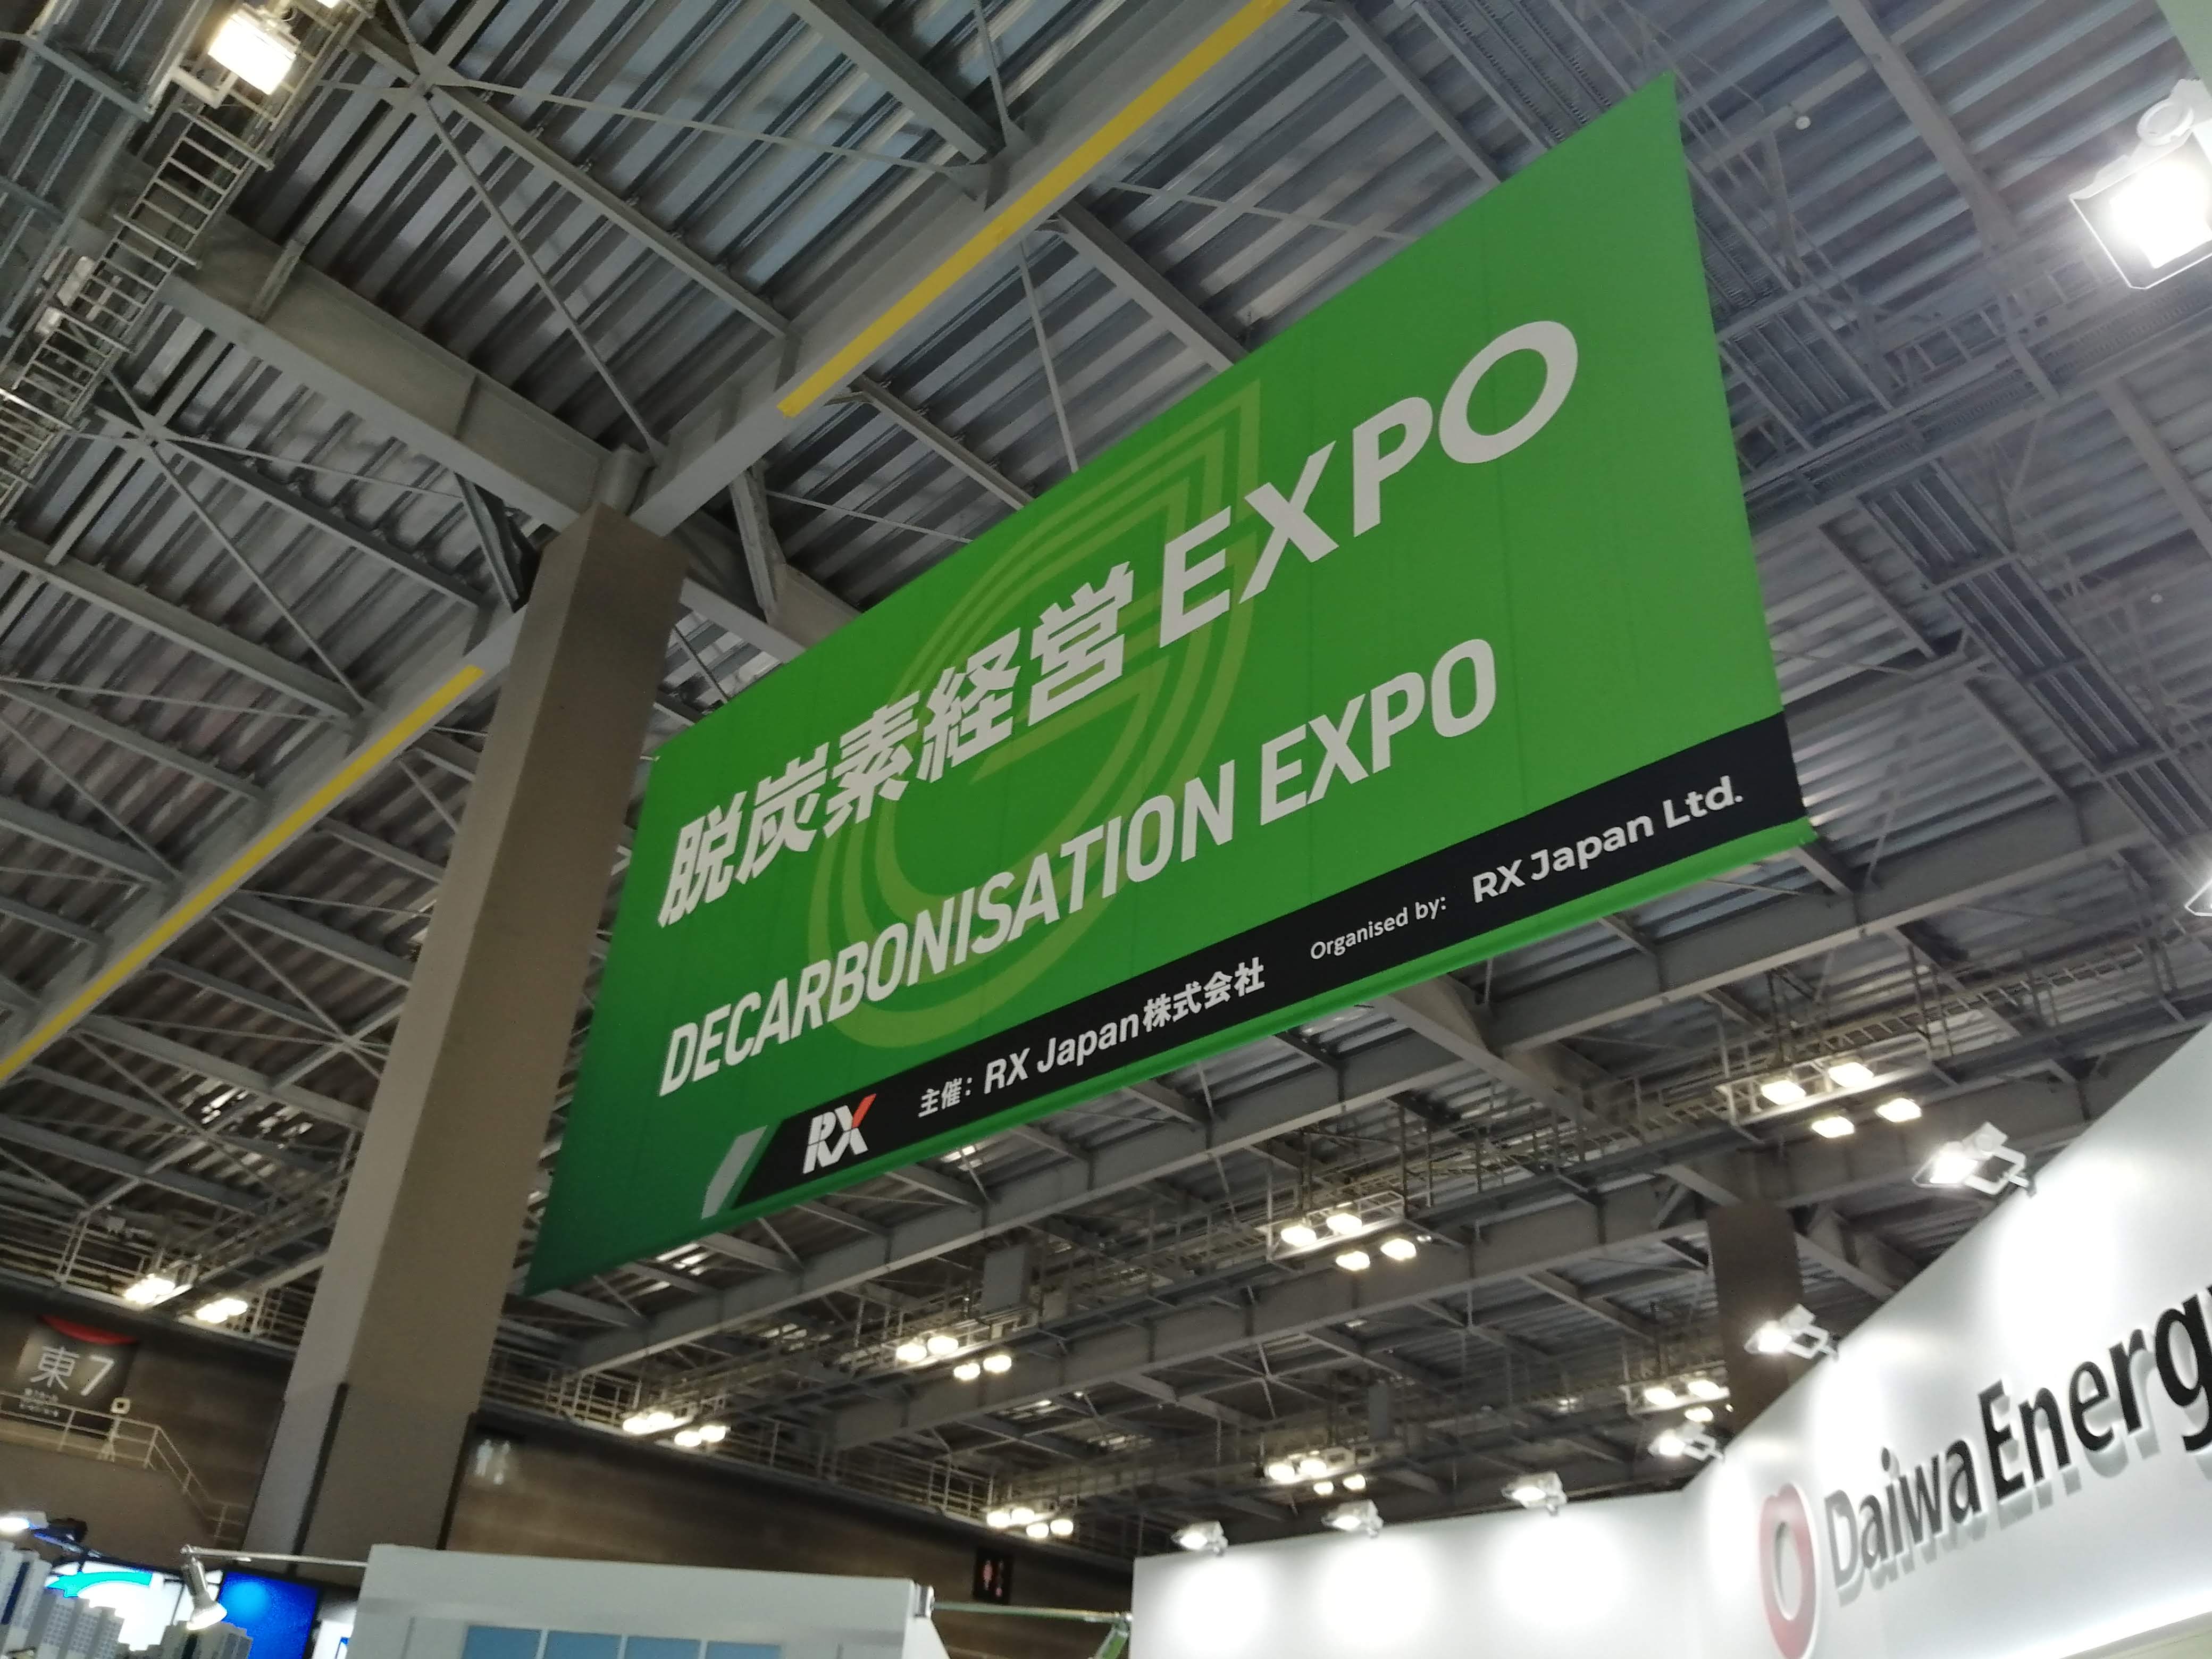 脱炭素経営 EXPO
DECARBONISATION EXPO
RX 主催：RX Japan株式会社 Organised by: RX Japan Ltd.
東7
Daiwa Energ